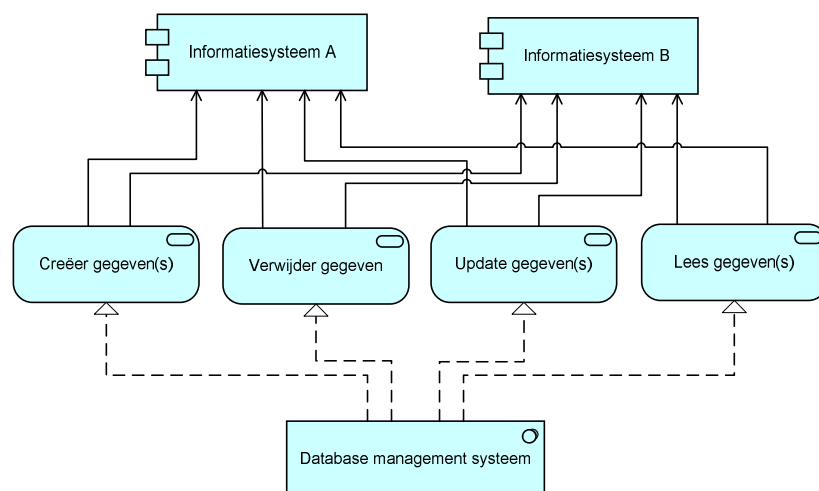 Informatiesysteem A
Informatiesysteem B
Creëer gegeven(s)
Verwijder gegeven
Update gegeven(s)
Lees gegeven(s)
Database management systeem